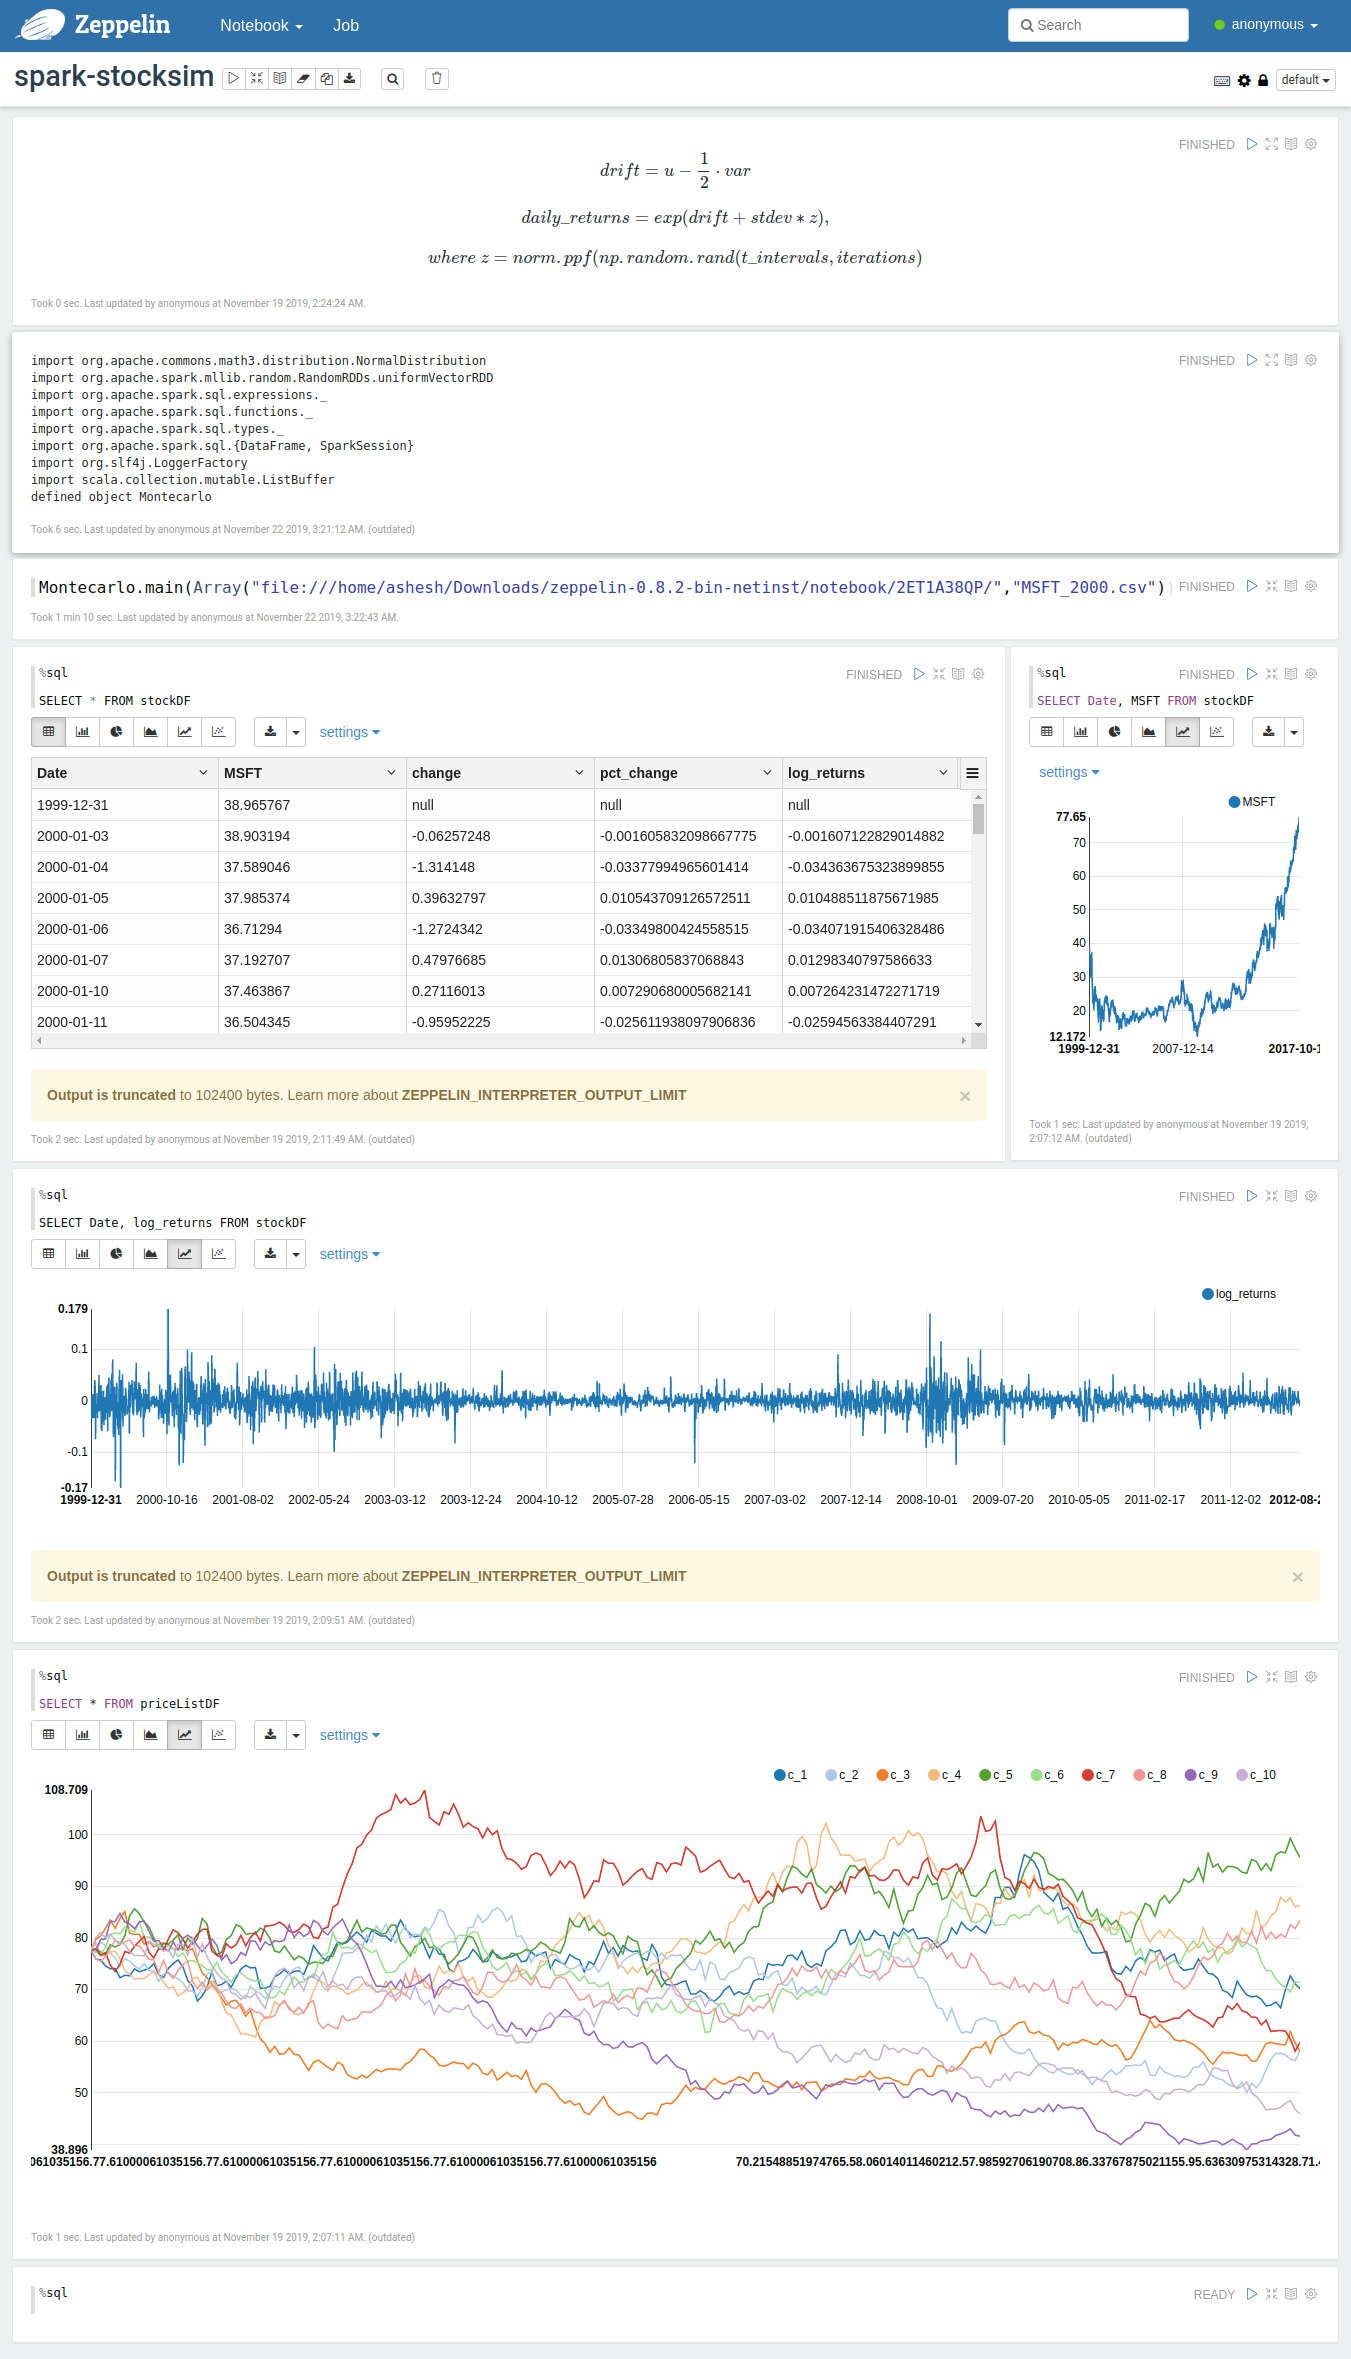 Zeppelin
Notebook
Job
Search
anonymous
spark-stocksim
default
FINISHED
drift = u − 1/2 · var
daily_returns = exp(drift + stdev ∗ z),
where z = norm.ppf(np.random.rand(t_intervals, iterations)
Took 0 sec. Last updated by anonymous at November 19 2019, 2:24:24 AM.
FINISHED
import org.apache.commons.math3.distribution.NormalDistribution
import org.apache.spark.mllib.random.RandomRDDs.uniformVectorRDD
import org.apache.spark.sql.expressions._
import org.apache.spark.sql.functions._
import org.apache.spark.sql.types._
import org.apache.spark.sql.{DataFrame, SparkSession}
import org.slf4j.LoggerFactory
import scala.collection.mutable.ListBuffer
defined object Montecarlo
Took 6 sec. Last updated by anonymous at November 22 2019, 3:21:12 AM. (outdated)
Montecarlo.main(Array("file:///home/ashesh/Downloads/zeppelin-0.8.2-bin-netinst/notebook/2ET1A38QP/","MSFT_2000.csv"))
FINISHED
Took 1 min 10 sec. Last updated by anonymous at November 22 2019, 3:22:43 AM.
%sql
FINISHED
SELECT * FROM stockDF
settings
Date MSFT change pct_change log_returns
1999-12-31 38.965767 null null null
2000-01-03 38.903194 -0.06257248 -0.001605832098667775 -0.001607122829014882
2000-01-04 37.589046 -1.314148 -0.03377994965601414 -0.034363675323899855
2000-01-05 37.985374 0.39632797 0.010543709126572511 0.010488511875671985
2000-01-06 36.71294 -1.2724342 -0.03349800424558515 -0.034071915406328486
2000-01-07 37.192707 0.47976685 0.01306805837068843 0.01298340797586633
2000-01-10 37.463867 0.27116013 0.007290680005682141 0.007264231472271719
2000-01-11 36.504345 -0.95952225 -0.025611938097906836 -0.02594563384407291
Output is truncated to 102400 bytes. Learn more about ZEPPELIN_INTERPRETER_OUTPUT_LIMIT
×
Took 2 sec. Last updated by anonymous at November 19 2019, 2:11:49 AM. (outdated)
%sql
FINISHED
SELECT Date, MSFT FROM stockDF
settings
MSFT
77.65
70
60
50
40
30
20
12.172
1999-12-31 2007-12-14 2017-10-1
Took 1 sec. Last updated by anonymous at November 19 2019,
2:07:12 AM. (outdated)
%sql
FINISHED
SELECT Date, log_returns FROM stockDF
settings
log_returns
0.179
0.1
0
-0.1
-0.17
1999-12-31 2000-10-16 2001-08-02 2002-05-24 2003-03-12 2003-12-24 2004-10-12 2005-07-28 2006-05-15 2007-03-02 2007-12-14 2008-10-01 2009-07-20 2010-05-05 2011-02-17 2011-12-02 2012-08-2
Output is truncated to 102400 bytes. Learn more about ZEPPELIN_INTERPRETER_OUTPUT_LIMIT
×
Took 2 sec. Last updated by anonymous at November 19 2019, 2:09:51 AM. (outdated)
%sql
FINISHED
SELECT * FROM priceListDF
settings
c_1 c_2 c_3 c_4 c_5 c_6 c_7 c_8 c_9 c_10
108.709
100
90
80
70
60
50
38.896
061035156.77.61000061035156.77.61000061035156.77.61000061035156.77.61000061035156.77.61000061035156 70.21548851974765.58.06014011460212.57.98592706190708.86.33767875021155.95.63630975314328.71.4
Took 1 sec. Last updated by anonymous at November 19 2019, 2:07:11 AM. (outdated)
%sql
READY